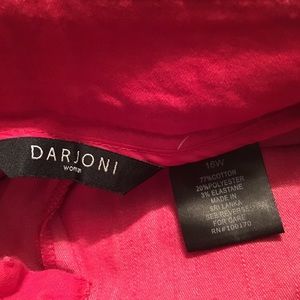 DARJONI
woman
16W
77%COTTON
20%POLYESTER
3% ELASTANE
MADE IN
SRI LANKA
SEE REVERSE
FOR CARE
RN#100170